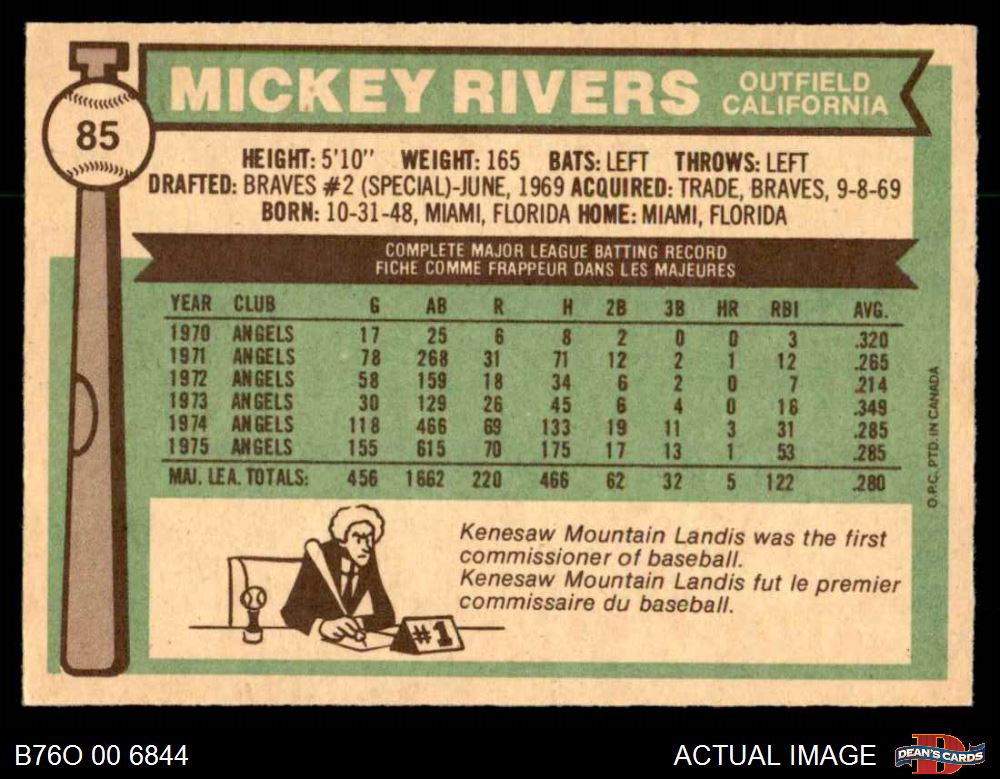 85
MICKEY RIVERS
OUTFIELD
CALIFORNIA
HEIGHT: 5'10" WEIGHT: 165 BATS: LEFT THROWS: LEFT
DRAFTED: BRAVES #2 (SPECIAL)-JUNE, 1969 ACQUIRED: TRADE, BRAVES, 9-8-69
BORN: 10-31-48, MIAMI, FLORIDA HOME: MIAMI, FLORIDA
COMPLETE MAJOR LEAGUE BATTING RECORD
FICHE COMME FRAPPEUR DANS LES MAJEURES
YEAR CLUB G AB R H 2B 3B HR RBI AVG.
1970 ANGELS 17 25 6 8 2 0 0 3 .320
1971 ANGELS 78 268 31 71 12 2 1 12 .265
1972 ANGELS 58 159 18 34 6 2 0 7 .214
1973 ANGELS 30 129 26 45 6 4 0 16 .349
1974 ANGELS 118 466 69 133 19 11 3 31 .285
1975 ANGELS 155 615 70 175 17 13 1 53 .285
MAJ. LEA. TOTALS: 456 1662 220 466 62 32 5 122 .280
O.P.C. PTD. IN CANADA
Kenesaw Mountain Landis was the first
commissioner of baseball.
Kenesaw Mountain Landis fut le premier
commissaire du baseball.
#1
B76O 00 6844
ACTUAL IMAGE
DEAN'S CARDS